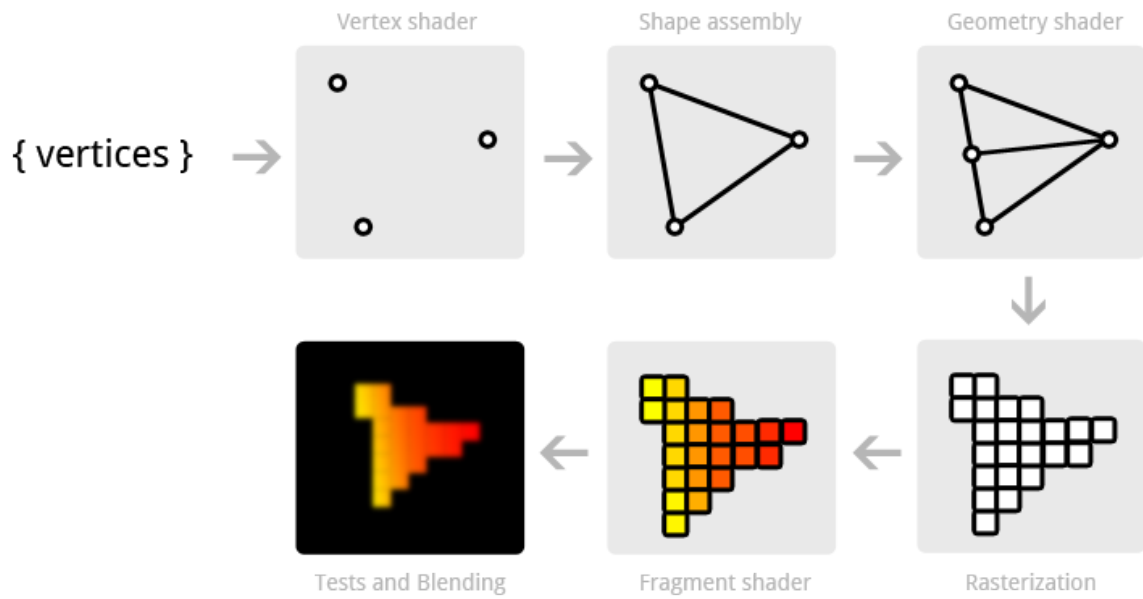 Vertex shader
Shape assembly
Geometry shader
{ vertices }
Tests and Blending
Fragment shader
Rasterization